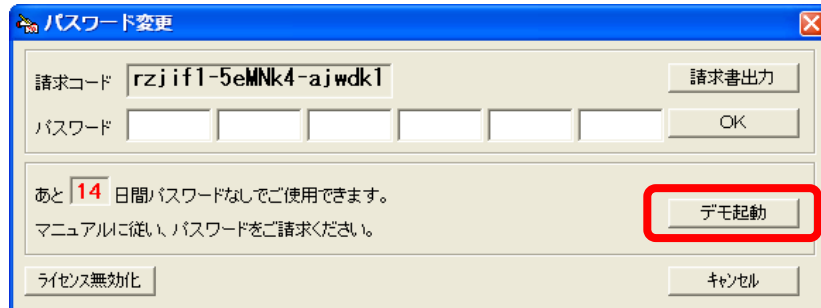 パスワード変更
請求コード rzjif1-5eMNk4-ajwdk1 請求書出力
パスワード OK
あと 14 日間パスワードなしでご使用できます。
マニュアルに従い、パスワードをご請求ください。
デモ起動
ライセンス無効化 キャンセル